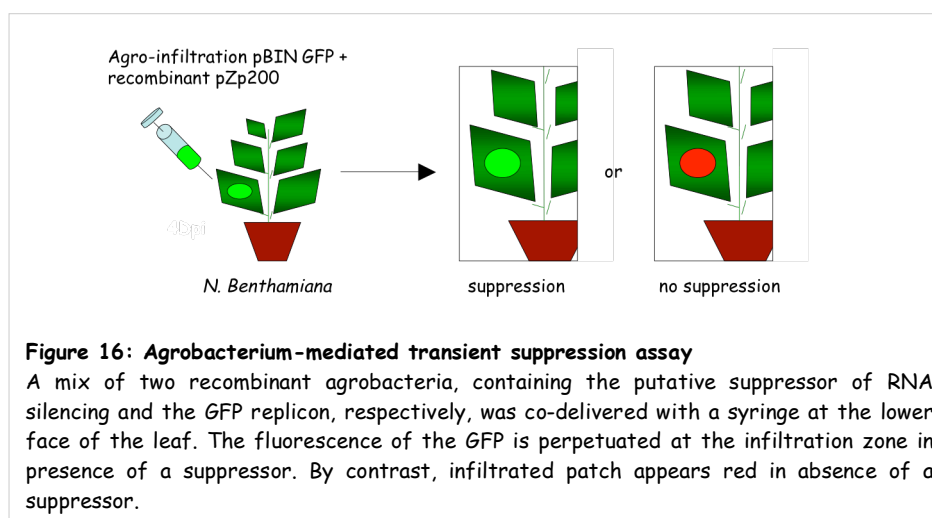 Agro-infiltration pBIN GFP +
recombinant pZp200
4Dpi
or
N. Benthamiana
suppression
no suppression
Figure 16: Agrobacterium-mediated transient suppression assay
A mix of two recombinant agrobacteria, containing the putative suppressor of RNA
silencing and the GFP replicon, respectively, was co-delivered with a syringe at the lower
face of the leaf. The fluorescence of the GFP is perpetuated at the infiltration zone in
presence of a suppressor. By contrast, infiltrated patch appears red in absence of a
suppressor.